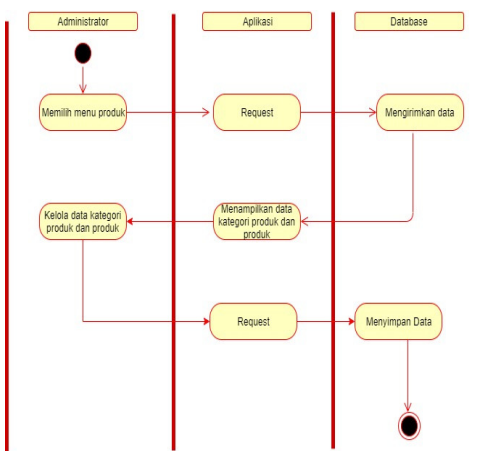 Administrator
Aplikasi
Database
Memilih menu produk
Request
Mengirimkan data
Kelola data kategori
produk dan produk
Menampilkan data
kategori produk dan
produk
Request
Menyimpan Data